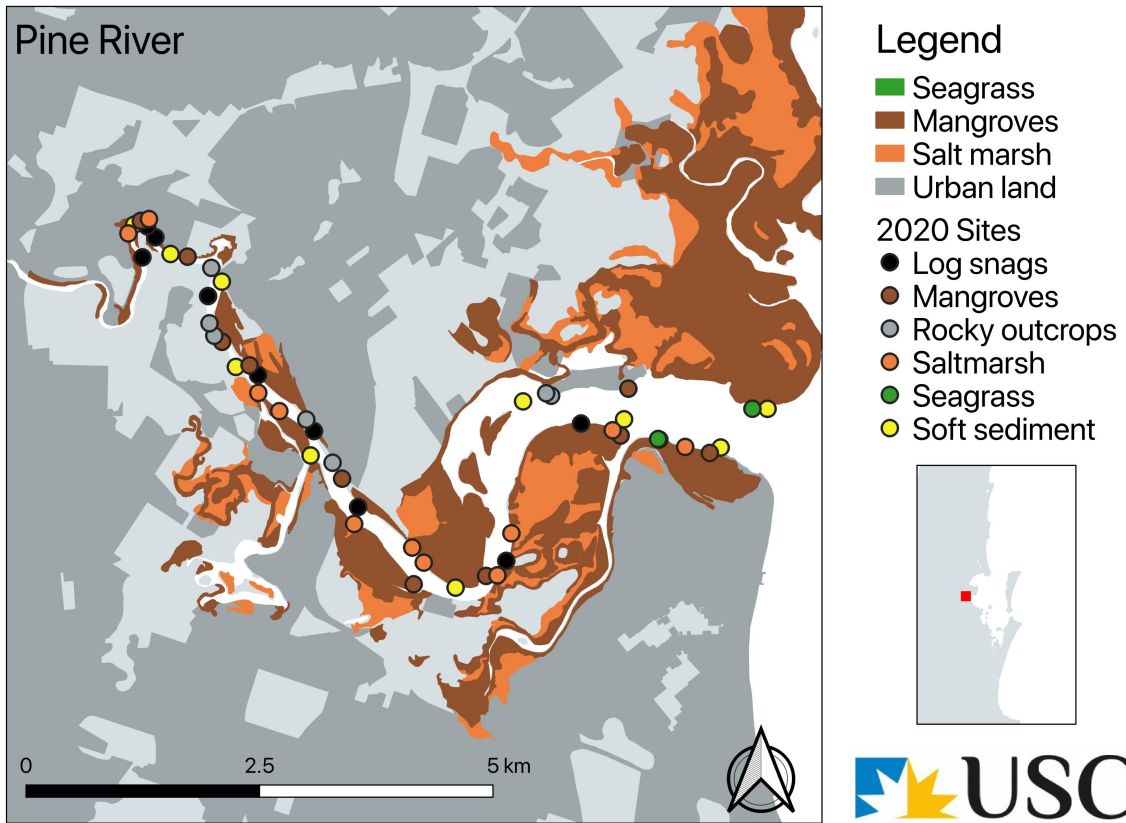 Pine River
Legend
Seagrass
Mangroves
Salt marsh
Urban land
2020 Sites
Log snags
Mangroves
Rocky outcrops
Saltmarsh
Seagrass
Soft sediment
0 2.5 5 km
USC